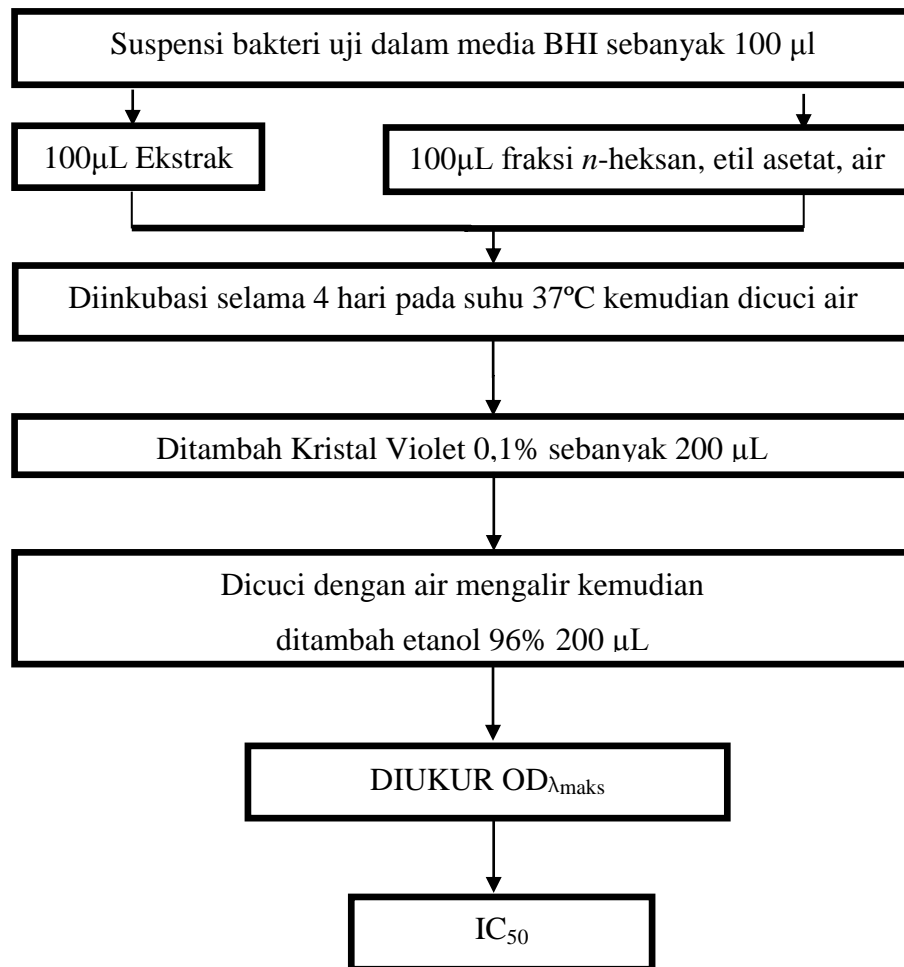 Suspensi bakteri uji dalam media BHI sebanyak 100 μl
100μL Ekstrak
100μL fraksi n-heksan, etil asetat, air
Diinkubasi selama 4 hari pada suhu 37ºC kemudian dicuci air
Ditambah Kristal Violet 0,1% sebanyak 200 μL
Dicuci dengan air mengalir kemudian
ditambah etanol 96% 200 μL
DIUKUR ODλmaks
IC50